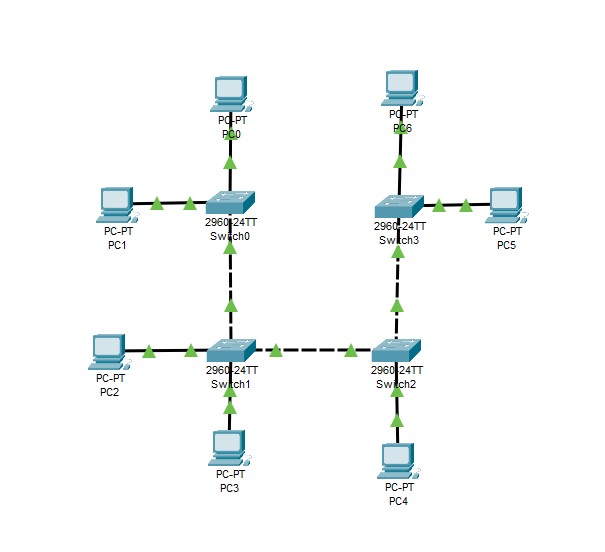 PC-PT
PC0
PC-PT
PC6
PC-PT
PC1
2960-24TT
Switch0
2960-24TT
Switch3
PC-PT
PC5
PC-PT
PC2
2960-24TT
Switch1
2960-24TT
Switch2
PC-PT
PC3
PC-PT
PC4